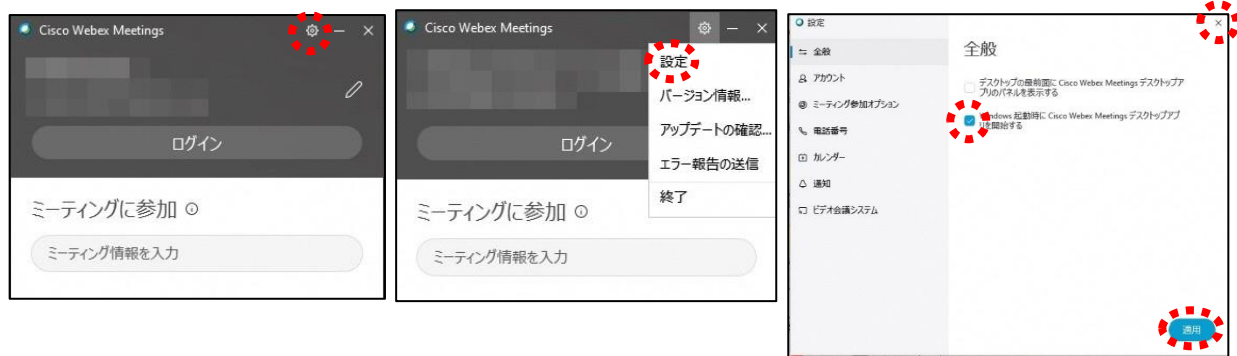 Cisco Webex Meetings
ログイン
ミーティングに参加
ミーティング情報を入力
Cisco Webex Meetings
設定
バージョン情報...
アップデートの確認...
エラー報告の送信
終了
ログイン
ミーティングに参加
ミーティング情報を入力
設定
全般
アカウント
ミーティング参加オプション
電話番号
カレンダー
通知
ビデオ会議システム
全般
デスクトップの最前面に Cisco Webex Meetings デスクトップア
プリのパネルを表示する
Windows 起動時に Cisco Webex Meetings デスクトップアプ
リを開始する
適用